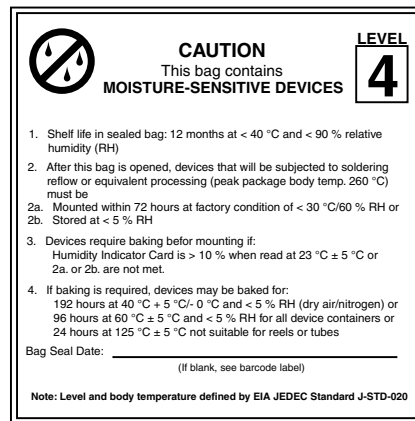 LEVEL
CAUTION
4
This bag contains
MOISTURE-SENSITIVE DEVICES
1. Shelf life in sealed bag: 12 months at < 40 °C and < 90 % relative
humidity (RH)
2. After this bag is opened, devices that will be subjected to soldering
reflow or equivalent processing (peak package body temp. 260 °C)
must be
2a. Mounted within 72 hours at factory condition of < 30 °C/60 % RH or
2b. Stored at < 5 % RH
3. Devices require baking befor mounting if:
Humidity Indicator Card is > 10 % when read at 23 °C ± 5 °C or
2a. or 2b. are not met.
4. If baking is required, devices may be baked for:
192 hours at 40 °C + 5 °C/- 0 °C and < 5 % RH (dry air/nitrogen) or
96 hours at 60 °C ± 5 °C and < 5 % RH for all device containers or
24 hours at 125 °C ± 5 °C not suitable for reels or tubes
Bag Seal Date:
(If blank, see barcode label)
Note: Level and body temperature defined by EIA JEDEC Standard J-STD-020